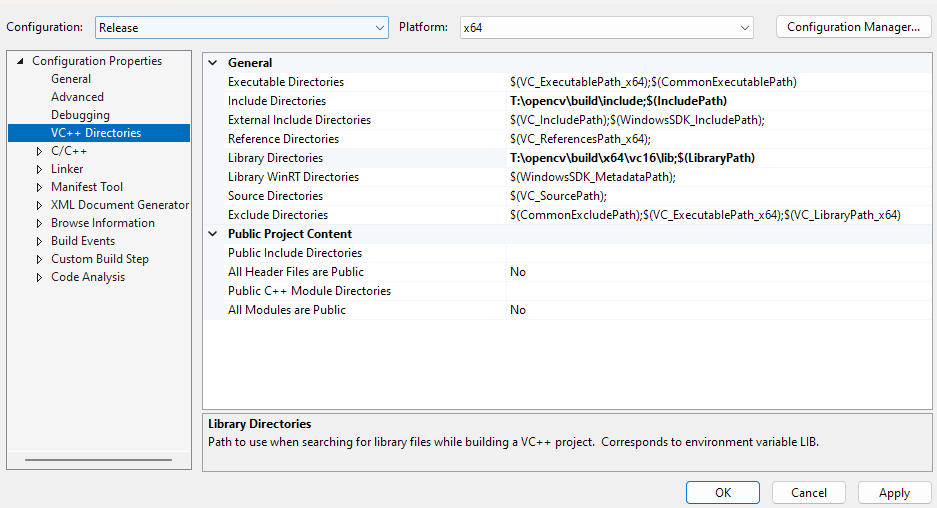 Configuration: Release Platform: x64 Configuration Manager...
Configuration Properties
General
Advanced
Debugging
VC++ Directories
C/C++
Linker
Manifest Tool
XML Document Generator
Browse Information
Build Events
Custom Build Step
Code Analysis
General
Executable Directories $(VC_ExecutablePath_x64);$(CommonExecutablePath)
Include Directories T:\opencv\build\include;$(IncludePath)
External Include Directories $(VC_IncludePath);$(WindowsSDK_IncludePath);
Reference Directories $(VC_ReferencesPath_x64);
Library Directories T:\opencv\build\x64\vc16\lib;$(LibraryPath)
Library WinRT Directories $(WindowsSDK_MetadataPath);
Source Directories $(VC_SourcePath);
Exclude Directories $(CommonExcludePath);$(VC_ExecutablePath_x64);$(VC_LibraryPath_x64)
Public Project Content
Public Include Directories
All Header Files are Public No
Public C++ Module Directories
All Modules are Public No
Library Directories
Path to use when searching for library files while building a VC++ project.  Corresponds to environment variable LIB.
OK Cancel Apply